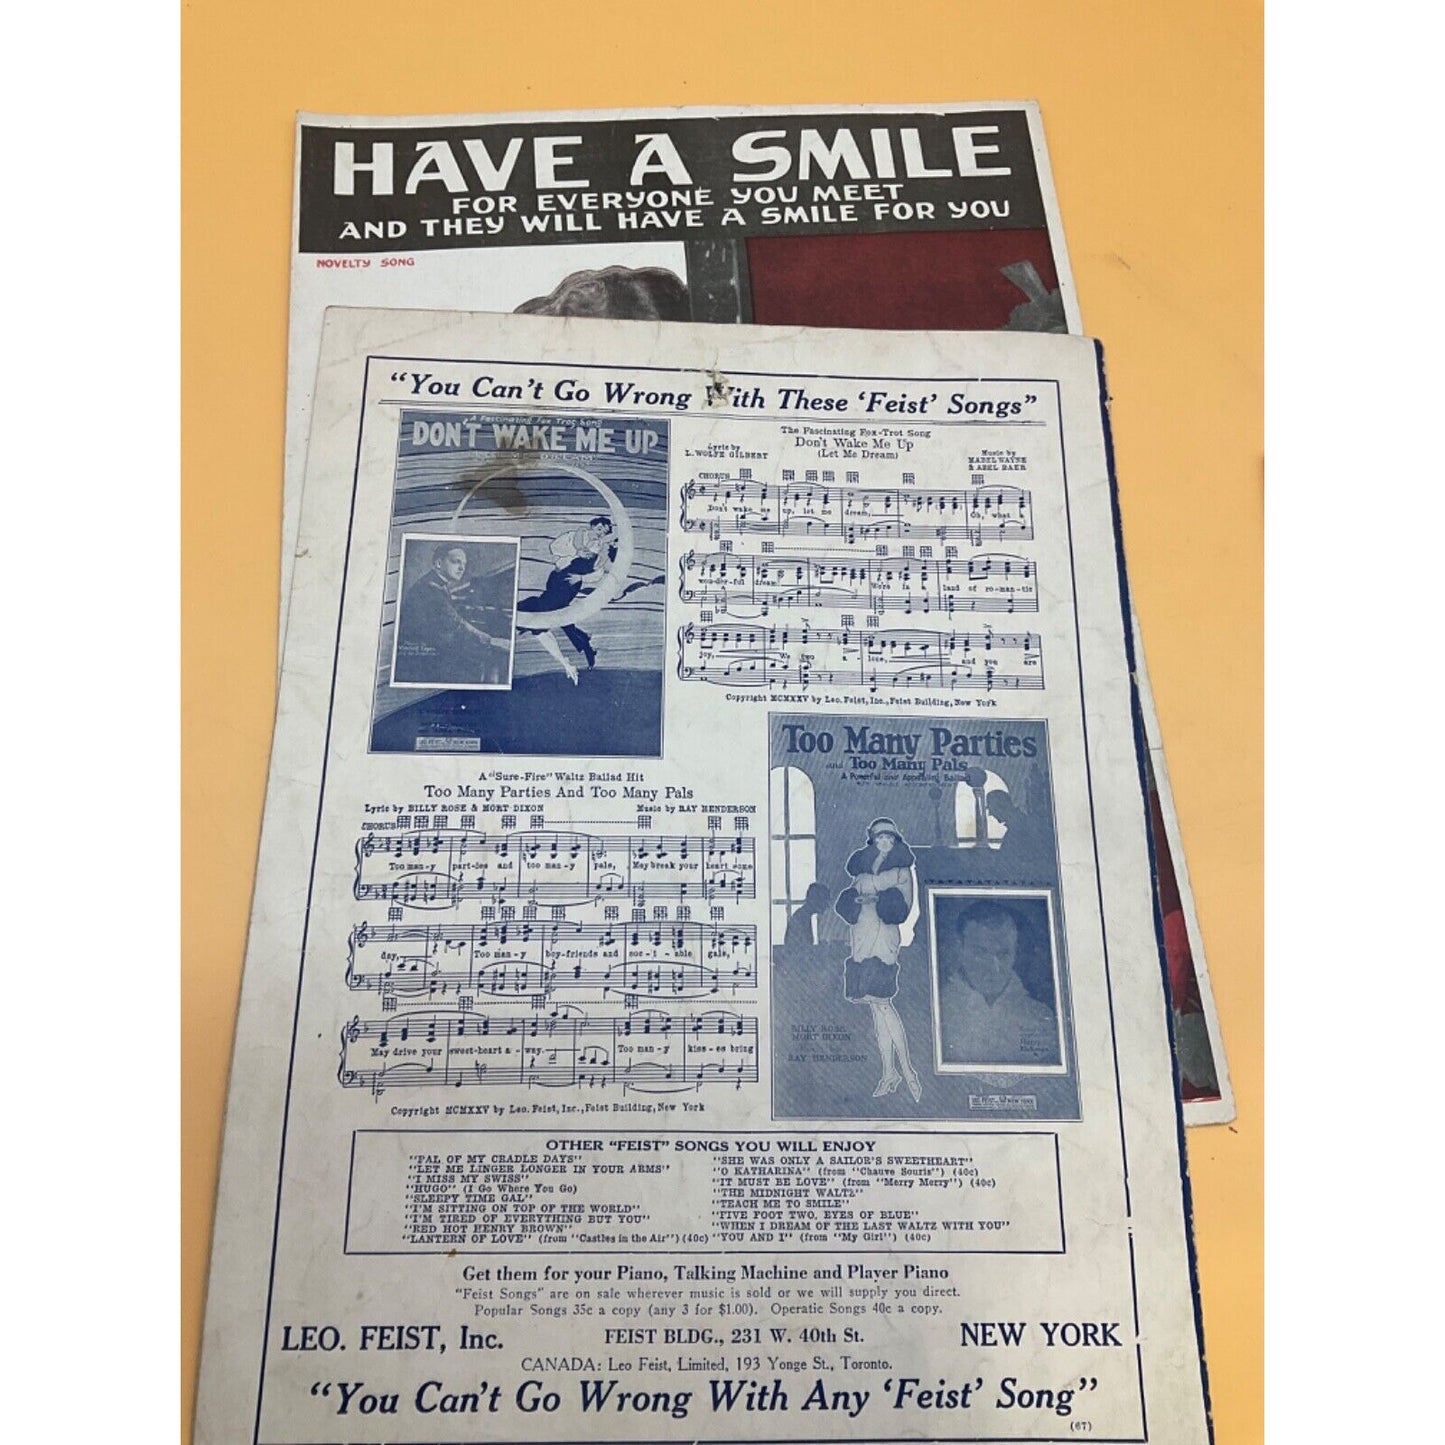 HAVE A SMILE
FOR EVERYONE YOU MEET
AND THEY WILL HAVE A SMILE FOR YOU
NOVELTY SONG
"You Can't Go Wrong With These 'Feist' Songs"
A Fascinating Fox Trot Song
DON'T WAKE ME UP
The Fascinating Fox-Trot Song
Don't Wake Me Up
(Let Me Dream)
Lyric by
L. WOLFE GILBERT
Music by
MABEL WAYNE
& ABEL BAER
CHORUS
Don't wake me up, let me dream, Oh, what a
won-der-ful dream Were in a land of ro-man-tic
joy, We two a-lone, and you are
Copyright MCMXXV by Leo. Feist, Inc., Feist Building, New York
Too Many Parties
and Too Many Pals
A Powerful and Appealing Ballad
BILLY ROSE
MORT DIXON
RAY HENDERSON
A "Sure-Fire" Waltz Ballad Hit
Too Many Parties And Too Many Pals
Lyric by BILLY ROSE & MORT DIXON
Music by RAY HENDERSON
CHORUS
Too man-y part-ies and too man-y pals, May break your heart some
day, Too man-y boy-friends and soc-i-able gals,
May drive your sweet-heart a-way. Too man-y kiss-es bring
Copyright MCMXXV by Leo. Feist, Inc., Feist Building, New York
OTHER "FEIST" SONGS YOU WILL ENJOY
"PAL OF MY CRADLE DAYS"
"LET ME LINGER LONGER IN YOUR ARMS"
"I MISS MY SWISS"
"HUGO" (I Go Where You Go)
"SLEEPY TIME GAL"
"I'M SITTING ON TOP OF THE WORLD"
"I'M TIRED OF EVERYTHING BUT YOU"
"RED HOT HENRY BROWN"
"LANTERN OF LOVE" (from "Castles in the Air") (40c)
"SHE WAS ONLY A SAILOR'S SWEETHEART"
"O KATHARINA" (from "Chauve Souris") (40c)
"IT MUST BE LOVE" (from "Merry Merry") (40c)
"THE MIDNIGHT WALTZ"
"TEACH ME TO SMILE"
"FIVE FOOT TWO, EYES OF BLUE"
"WHEN I DREAM OF THE LAST WALTZ WITH YOU"
"YOU AND I" (from "My Girl") (40c)
Get them for your Piano, Talking Machine and Player Piano
"Feist Songs" are on sale wherever music is sold or we will supply you direct.
Popular Songs 35c a copy (any 3 for $1.00). Operatic Songs 40c a copy.
LEO. FEIST, Inc. FEIST BLDG., 231 W. 40th St. NEW YORK
CANADA: Leo Feist, Limited, 193 Yonge St., Toronto.
"You Can't Go Wrong With Any 'Feist' Song"
(67)